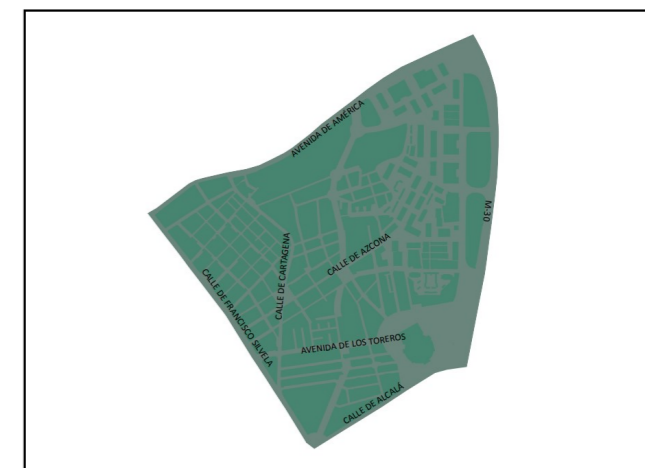 AVENIDA DE AMÉRICA
M-30
CALLE DE AZCONA
CALLE DE CARTAGENA
CALLE DE FRANCISCO SILVELA
AVENIDA DE LOS TOREROS
CALLE DE ALCALÁ